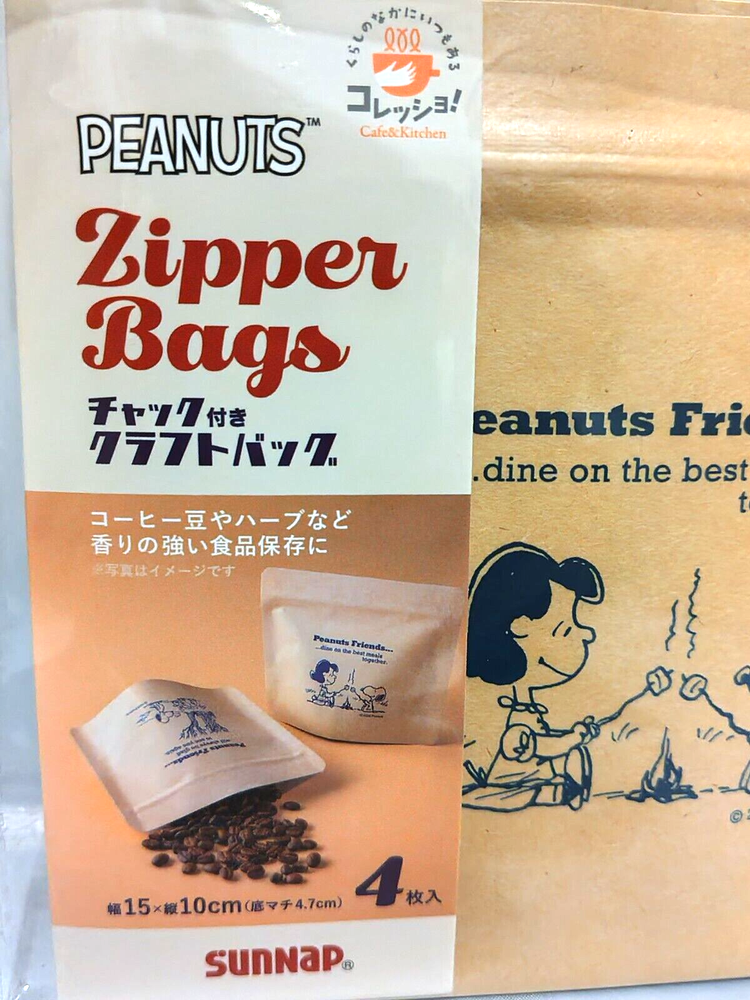 くらしのなかにいつもある
コレッショ!
Cafe&Kitchen
PEANUTS™
Zipper
Bags
チャック付き
クラフトバッグ
コーヒー豆やハーブなど
香りの強い食品保存に
※写真はイメージです
Peanuts Friends...
...dine on the best meals
together.
Peanuts Friends...
幅15×縦10cm(底マチ4.7cm)
4枚入
SUNNAP®
eanuts Frie
.dine on the best
t
©2